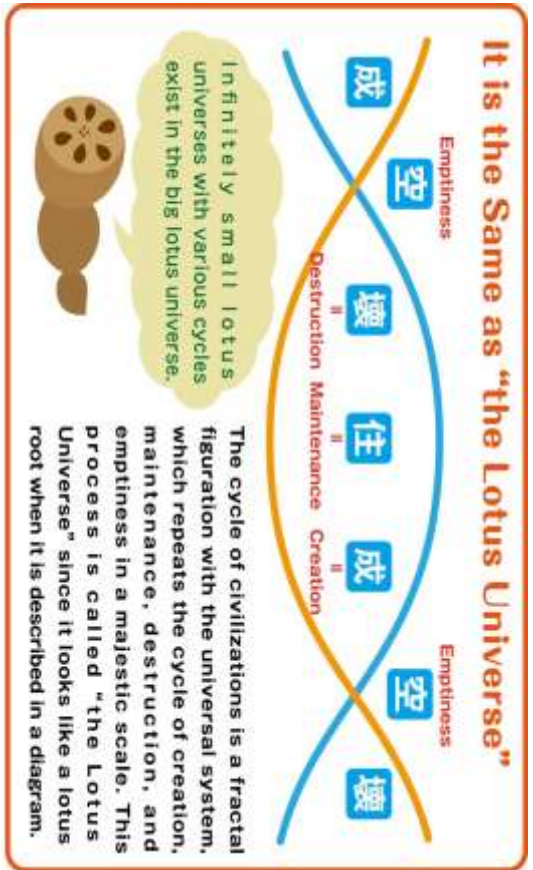 It is the Same as “the Lotus Universe”
Emptiness
Emptiness
成
空
壊
住
成
空
壊
=
=
=
Destruction
Maintenance
Creation
Infinitely small lotus
universes with various cycles
exist in the big lotus universe.
The cycle of civilizations is a fractal
figuration with the universal system,
which repeats the cycle of creation,
maintenance, destruction, and
emptiness in a majestic scale. This
process is called “the Lotus
Universe” since it looks like a lotus
root when it is described in a diagram.